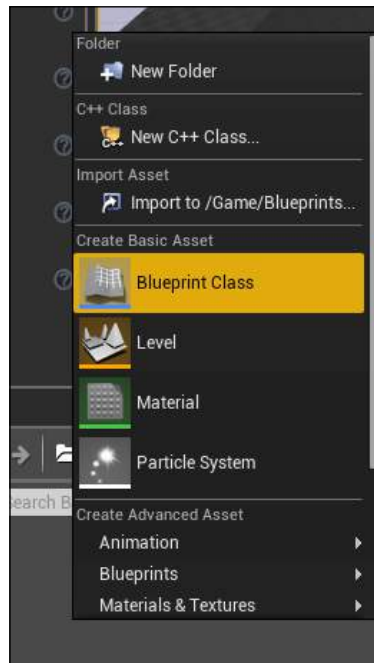 Folder
New Folder
C++ Class
C++
New C++ Class...
Import Asset
Import to /Game/Blueprints...
Create Basic Asset
Blueprint Class
Level
Material
Particle System
Search B
Create Advanced Asset
Animation
Blueprints
Materials & Textures